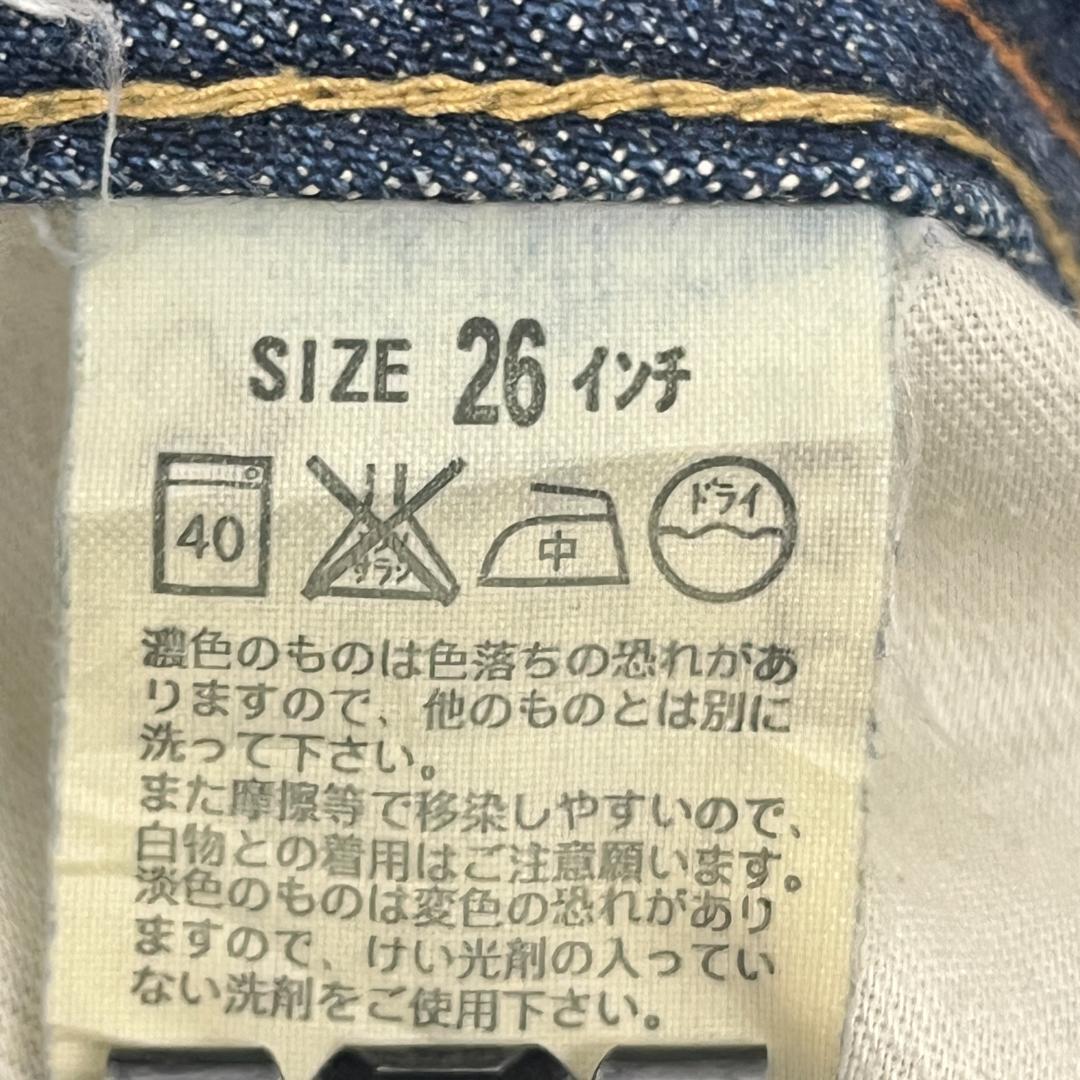 SIZE 26 インチ
40
サラシ
中
ドライ
濃色のものは色落ちの恐れがあ
りますので、他のものとは別に
洗って下さい。
また摩擦等で移染しやすいので、
白物との着用はご注意願います。
淡色のものは変色の恐れがあり
ますので、けい光剤の入ってい
ない洗剤をご使用下さい。